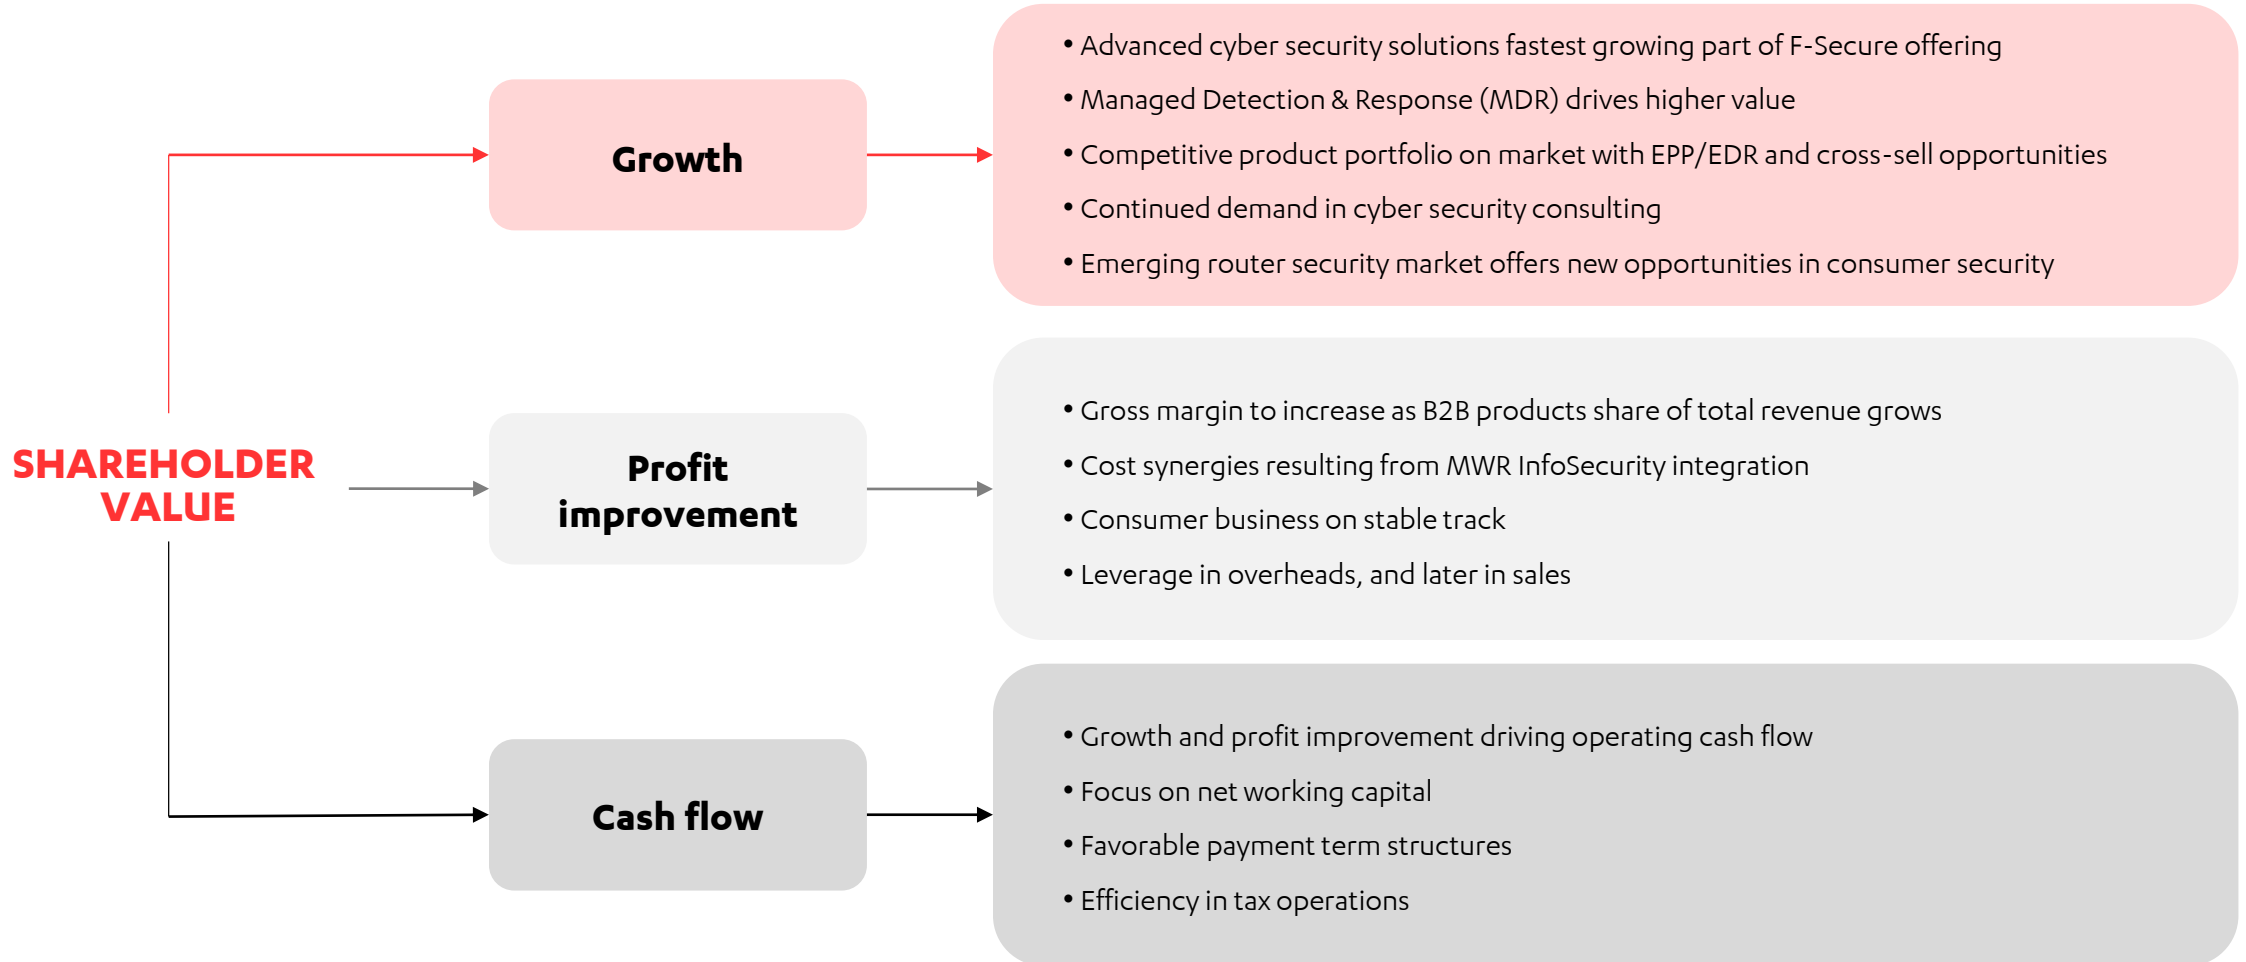 Growth
• Advanced cyber security solutions fastest growing part of F-Secure offering
• Managed Detection & Response (MDR) drives higher value
• Competitive product portfolio on market with EPP/EDR and cross-sell opportunities
• Continued demand in cyber security consulting
• Emerging router security market offers new opportunities in consumer security
SHAREHOLDER
VALUE
Profit
improvement
• Gross margin to increase as B2B products share of total revenue grows
• Cost synergies resulting from MWR InfoSecurity integration
• Consumer business on stable track
• Leverage in overheads, and later in sales
Cash flow
• Growth and profit improvement driving operating cash flow
• Focus on net working capital
• Favorable payment term structures
• Efficiency in tax operations